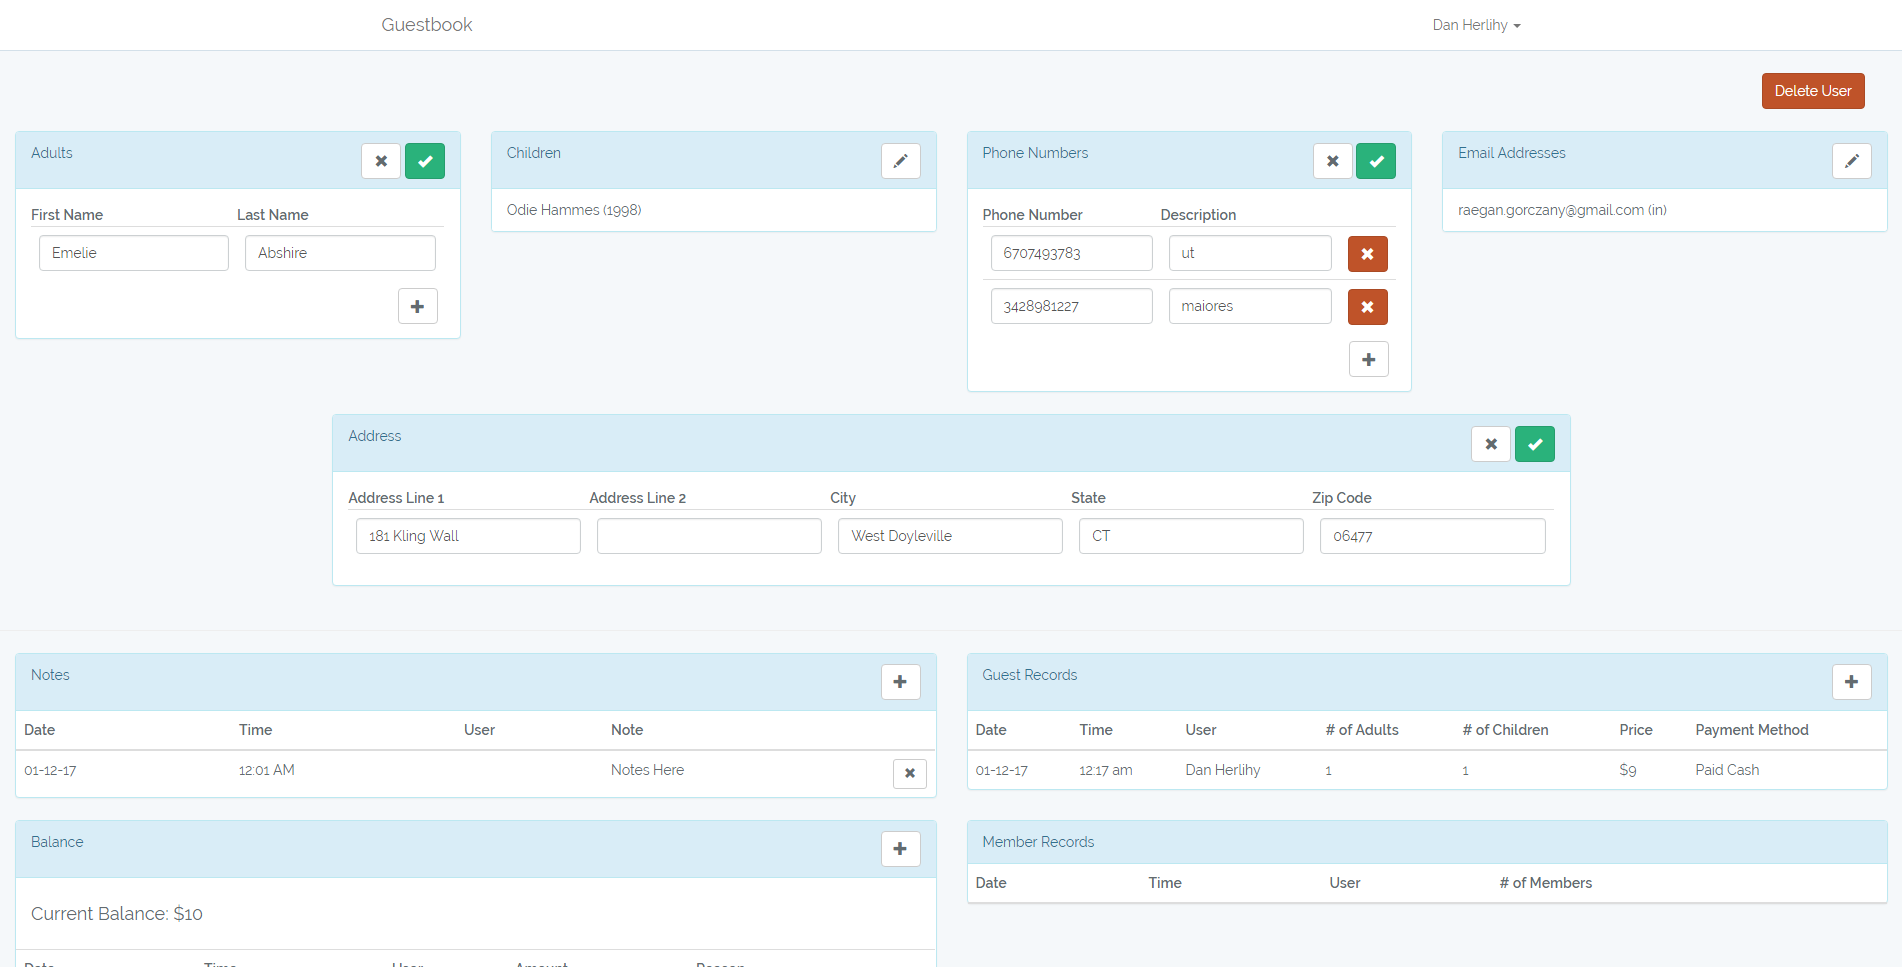 Guestbook
Dan Herlihy
Delete User
Adults
First Name Last Name
Emelie Abshire
Children
Odie Hammes (1998)
Phone Numbers
Phone Number Description
6707493783 ut
3428981227 maiores
Email Addresses
raegan.gorczany@gmail.com (in)
Address
Address Line 1 Address Line 2 City State Zip Code
181 Kling Wall West Doyleville CT 06477
Notes
Date Time User Note
01-12-17 12:01 AM Notes Here
Guest Records
Date Time User # of Adults # of Children Price Payment Method
01-12-17 12:17 am Dan Herlihy 1 1 $9 Paid Cash
Balance
Current Balance: $10
Date Time User Amount Reason
Member Records
Date Time User # of Members